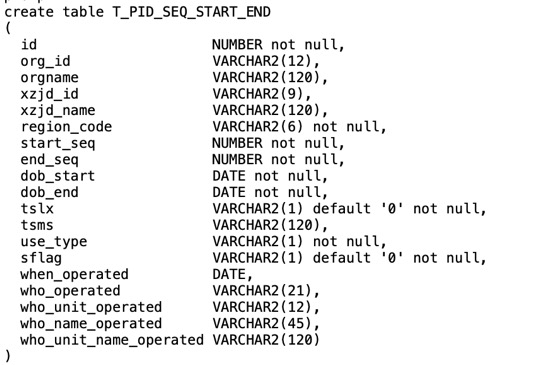 create table T_PID_SEQ_START_END
(
id NUMBER not null,
org_id VARCHAR2(12),
orgname VARCHAR2(120),
xzjd_id VARCHAR2(9),
xzjd_name VARCHAR2(120),
region_code VARCHAR2(6) not null,
start_seq NUMBER not null,
end_seq NUMBER not null,
dob_start DATE not null,
dob_end DATE not null,
tslx VARCHAR2(1) default '0' not null,
tsms VARCHAR2(120),
use_type VARCHAR2(1) not null,
sflag VARCHAR2(1) default '0' not null,
when_operated DATE,
who_operated VARCHAR2(21),
who_unit_operated VARCHAR2(12),
who_name_operated VARCHAR2(45),
who_unit_name_operated VARCHAR2(120)
)